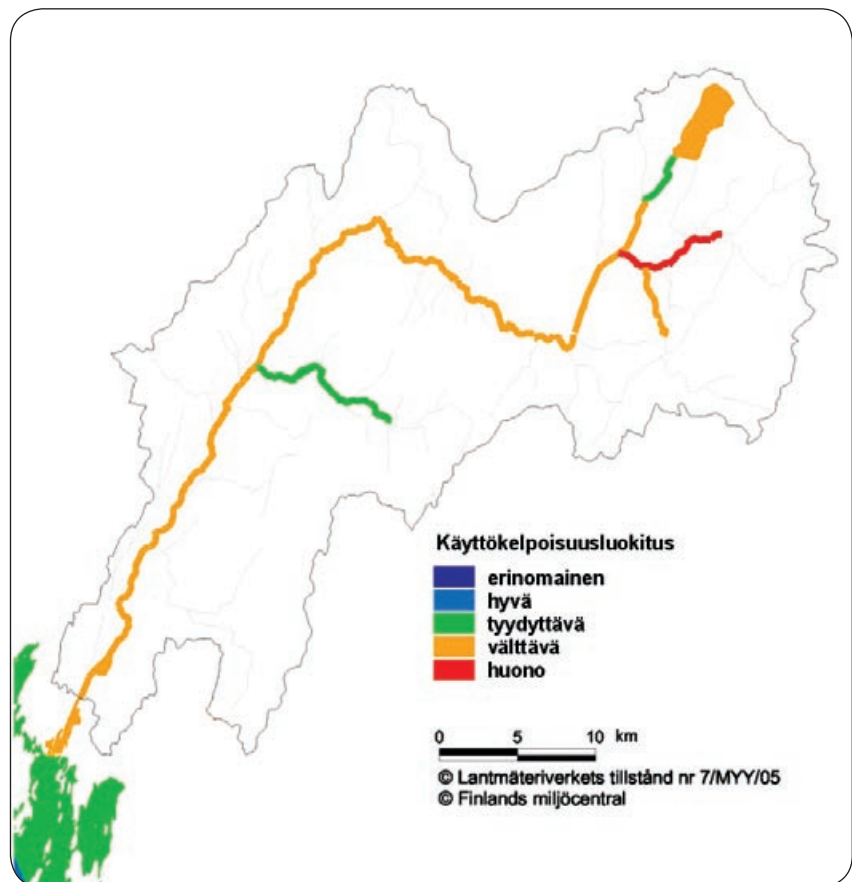 Käyttökelpoisuusluokitus
erinomainen
hyvä
tyydyttävä
välttävä
huono
0 5 10 km
© Lantmäteriverkets tillstånd nr 7/MYY/05
© Finlands miljöcentral